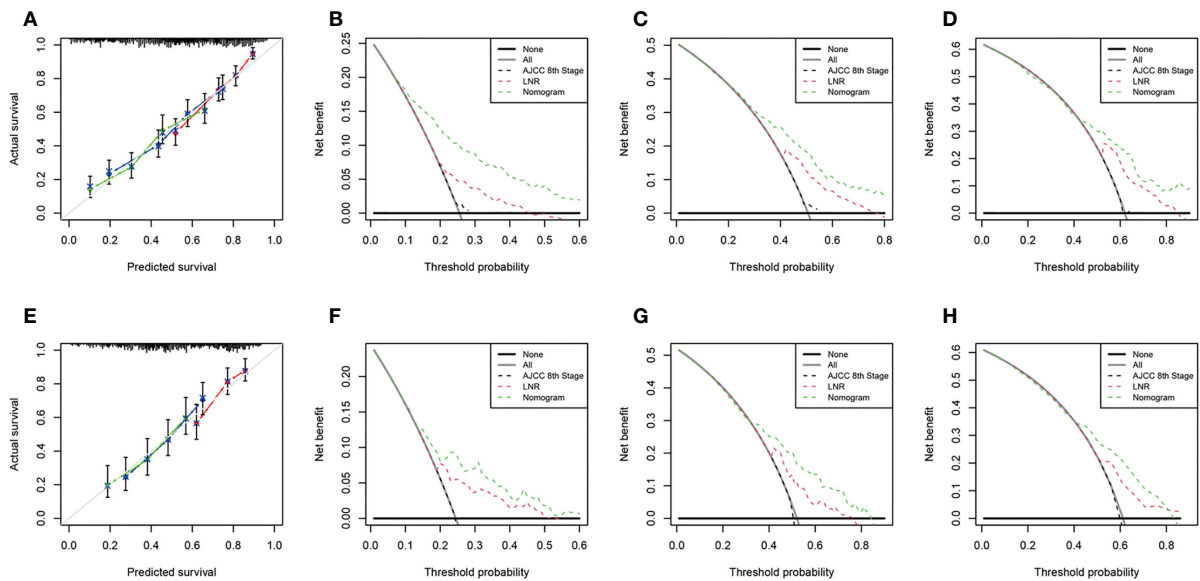 A
Actual survival
1.0
0.8
0.6
0.4
0.2
0.0
0.0 0.2 0.4 0.6 0.8 1.0
Predicted survival
B
Net benefit
0.25
0.20
0.15
0.10
0.05
0.00
None
All
AJCC 8th Stage
LNR
Nomogram
0.0 0.1 0.2 0.3 0.4 0.5 0.6
Threshold probability
C
Net benefit
0.5
0.4
0.3
0.2
0.1
0.0
None
All
AJCC 8th Stage
LNR
Nomogram
0.0 0.2 0.4 0.6 0.8
Threshold probability
D
Net benefit
0.6
0.5
0.4
0.3
0.2
0.1
0.0
None
All
AJCC 8th Stage
LNR
Nomogram
0.0 0.2 0.4 0.6 0.8
Threshold probability
E
Actual survival
1.0
0.8
0.6
0.4
0.2
0.0
0.0 0.2 0.4 0.6 0.8 1.0
Predicted survival
F
Net benefit
0.20
0.15
0.10
0.05
0.00
None
All
AJCC 8th Stage
LNR
Nomogram
0.0 0.1 0.2 0.3 0.4 0.5 0.6
Threshold probability
G
Net benefit
0.5
0.4
0.3
0.2
0.1
0.0
None
All
AJCC 8th Stage
LNR
Nomogram
0.0 0.2 0.4 0.6 0.8
Threshold probability
H
Net benefit
0.6
0.5
0.4
0.3
0.2
0.1
0.0
None
All
AJCC 8th Stage
LNR
Nomogram
0.0 0.2 0.4 0.6 0.8
Threshold probability